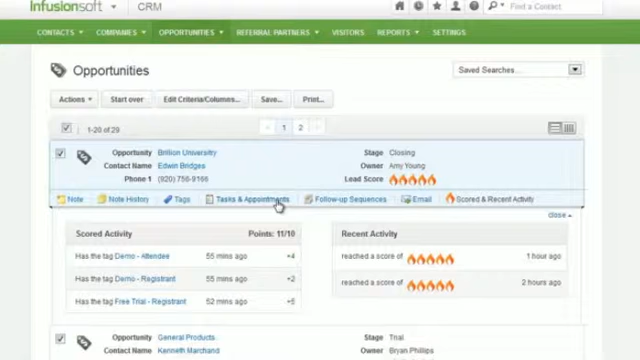 Infusionsoft CRM
Find a Contact
CONTACTS COMPANIES OPPORTUNITIES REFERRAL PARTNERS VISITORS REPORTS SETTINGS
Opportunities
Saved Searches...
Actions Start over Edit Criteria/Columns... Save... Print...
1-20 of 29
1 2
Opportunity Brillion University Stage Closing
Contact Name Edwin Bridges Owner Amy Young
Phone 1 (920) 756-9166 Lead Score
Note Note History Tags Tasks & Appointments Follow-up Sequences Email Scored & Recent Activity
close
Scored Activity Points: 11/10 Recent Activity
Has the tag Demo - Attendee 55 mins ago +4 reached a score of 1 hour ago
Has the tag Demo - Registrant 55 mins ago +2 reached a score of 2 hours ago
Has the tag Free Trial - Registrant 52 mins ago +5
Opportunity General Products Stage Trial
Contact Name Kenneth Marchand Owner Bryan Phillips